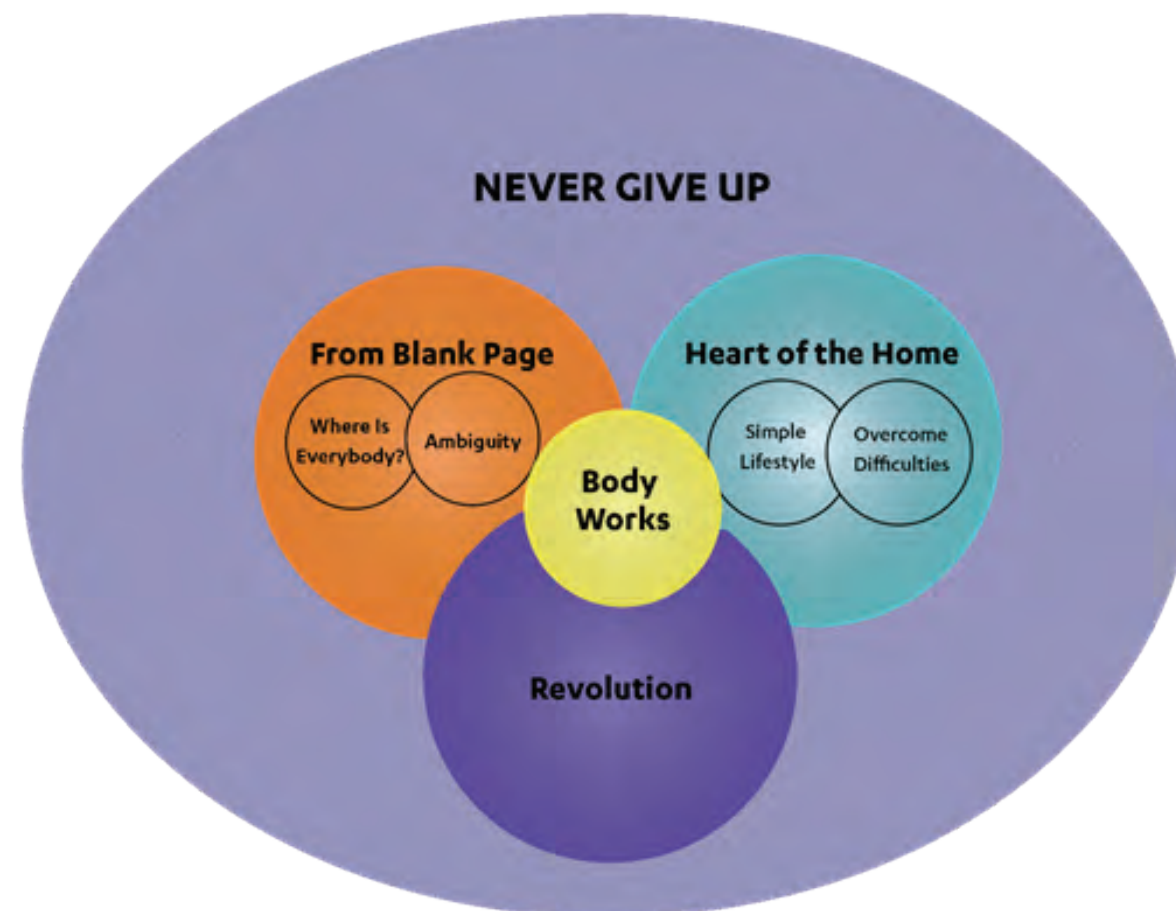 NEVER GIVE UP
From Blank Page
Where Is
Everybody?
Ambiguity
Heart of the Home
Simple
Lifestyle
Overcome
Difficulties
Body
Works
Revolution